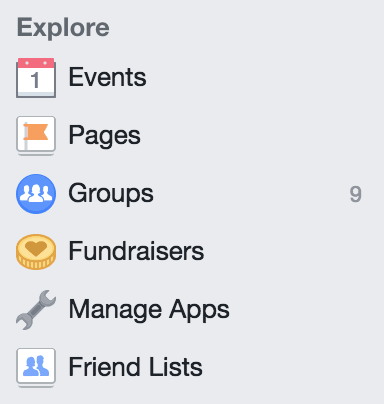 Explore
1 Events
Pages
Groups 9
Fundraisers
Manage Apps
Friend Lists